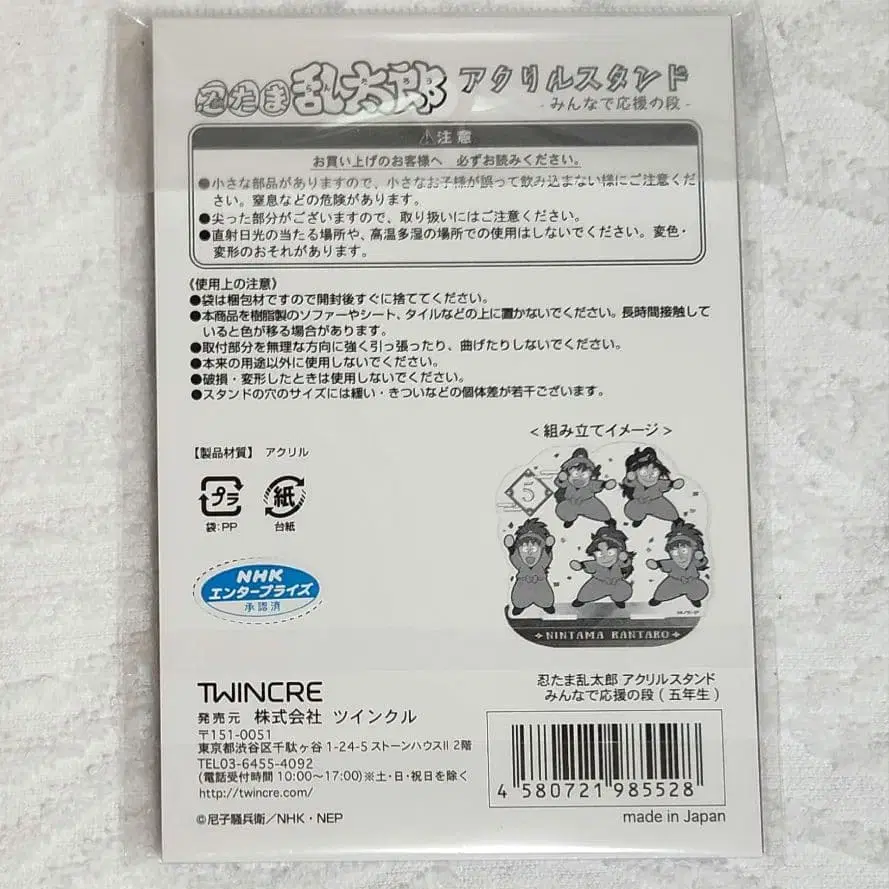 忍たま乱太郎 アクリルスタンド
らんたろう
- みんなで応援の段 -
⚠注意
お買い上げのお客様へ 必ずお読みください。
●小さな部品がありますので、小さなお子様が誤って飲み込まない様にご注意くだ
さい。窒息などの危険があります。
●尖った部分がございますので、取り扱いにはご注意ください。
●直射日光の当たる場所や、高温多湿の場所での使用はしないでください。変色・
変形のおそれがあります。
《使用上の注意》
●袋は梱包材ですので開封後すぐに捨ててください。
●本商品を樹脂製のソファーやシート、タイルなどの上に置かないでください。長時間接触して
いると色が移る場合があります。
●取付部分を無理な方向に強く引っ張ったり、曲げたりしないでください。
●本来の用途以外に使用しないでください。
●破損・変形したときは使用しないでください。
●スタンドの穴のサイズには緩い・きついなどの個体差が若干ございます。
<組み立てイメージ>
【製品材質】 アクリル
プラ
袋:PP
紙
台紙
5
NINTAMA RANTARO
NHK
エンタープライズ
承認済
TWINCRE
発売元 株式会社 ツインクル
〒151-0051
東京都渋谷区千駄ヶ谷1-24-5 ストーンハウスII 2階
TEL03-6455-4092
(電話受付時間 10:00〜17:00)※土・日・祝日を除く
http://twincre.com/
©尼子騒兵衛/NHK・NEP
忍たま乱太郎 アクリルスタンド
みんなで応援の段(五年生)
4 580721 985528
made in Japan